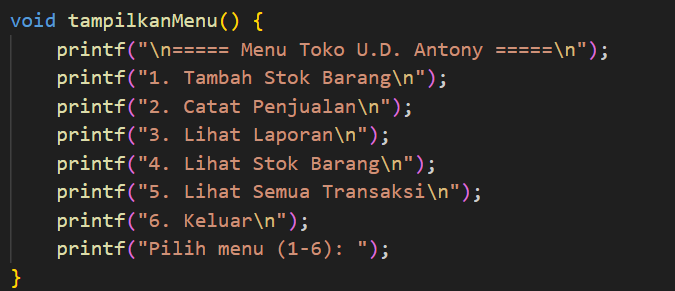 void tampilkanMenu() {
    printf("\n===== Menu Toko U.D. Antony =====\n");
    printf("1. Tambah Stok Barang\n");
    printf("2. Catat Penjualan\n");
    printf("3. Lihat Laporan\n");
    printf("4. Lihat Stok Barang\n");
    printf("5. Lihat Semua Transaksi\n");
    printf("6. Keluar\n");
    printf("Pilih menu (1-6): ");
}